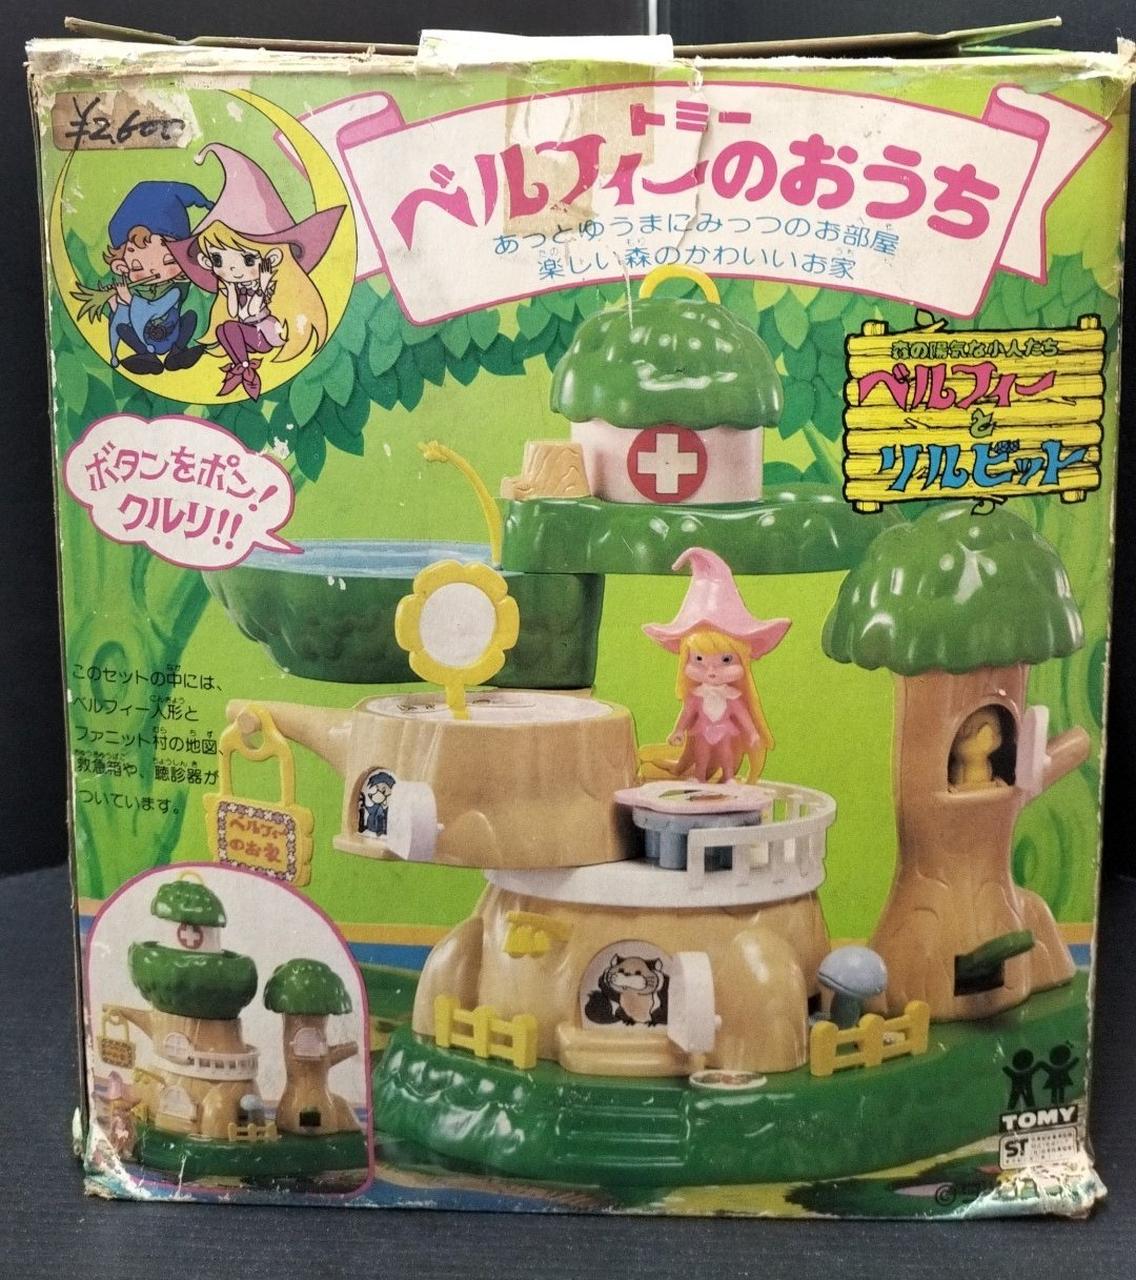 ¥2,600
トミー
ベルフィーのおうち
あっとゆうまにみっつのお部屋
楽しい森のかわいいお家
森の陽気な小人たち
ベルフィー
と
リルビット
ボタンをポン!
クルリ!!
このセットの中には、
ベルフィー人形と
ファニット村の地図、
救急箱や、聴診器が
ついています。
ベルフィー
のお家
TOMY
ST